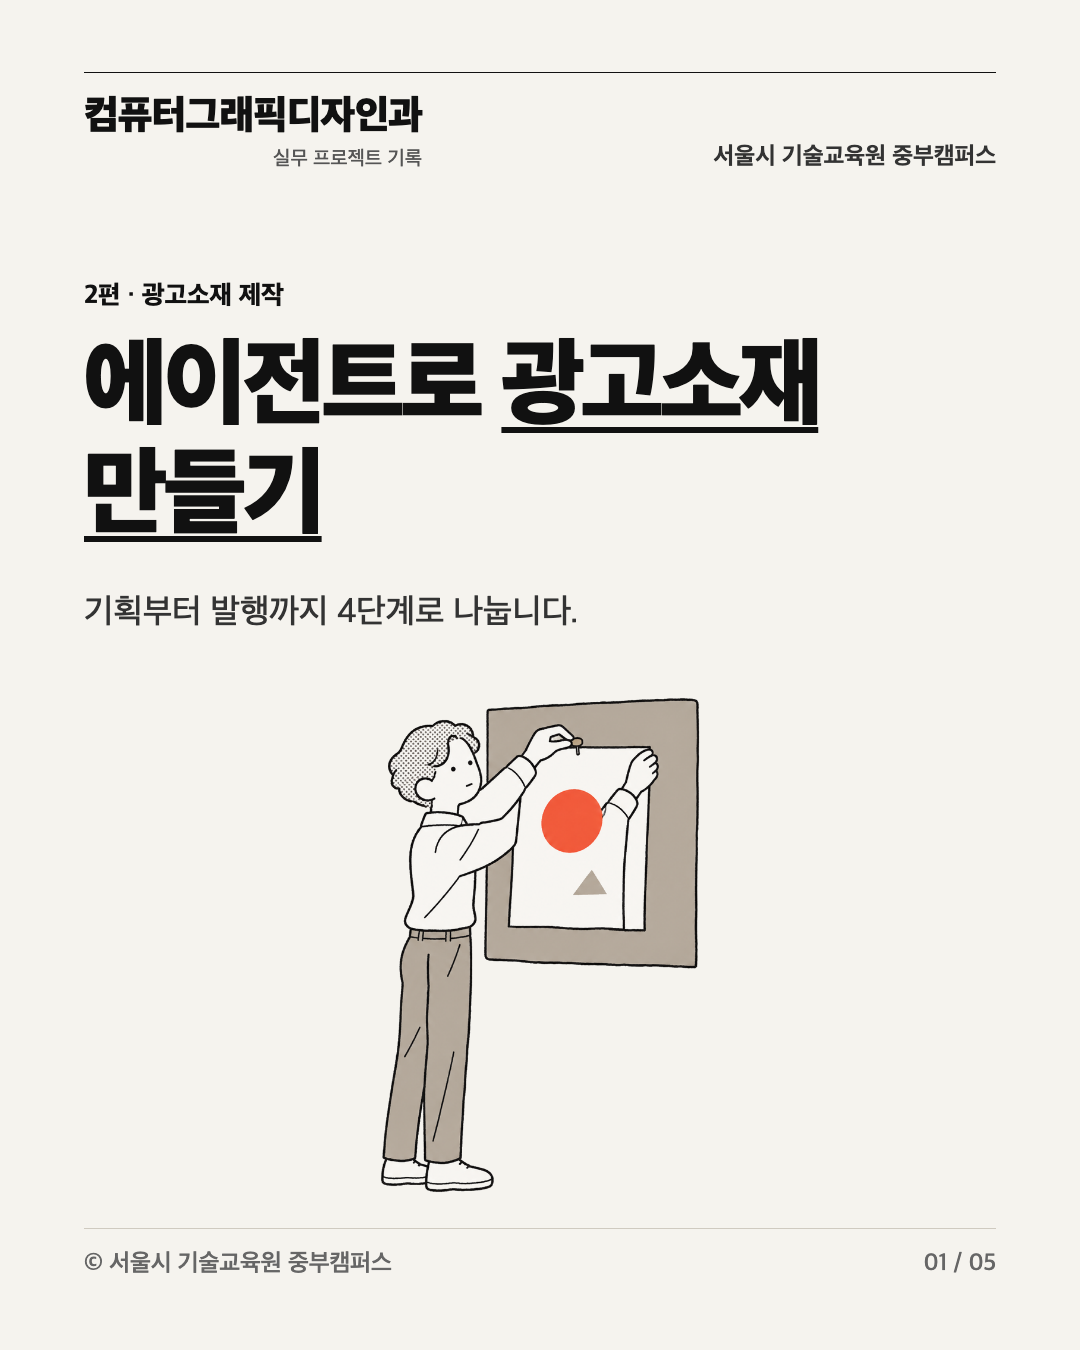 컴퓨터그래픽디자인과
실무 프로젝트 기록
서울시 기술교육원 중부캠퍼스
2편 · 광고소재 제작
에이전트로 광고소재
만들기
기획부터 발행까지 4단계로 나눕니다.
© 서울시 기술교육원 중부캠퍼스
01 / 05